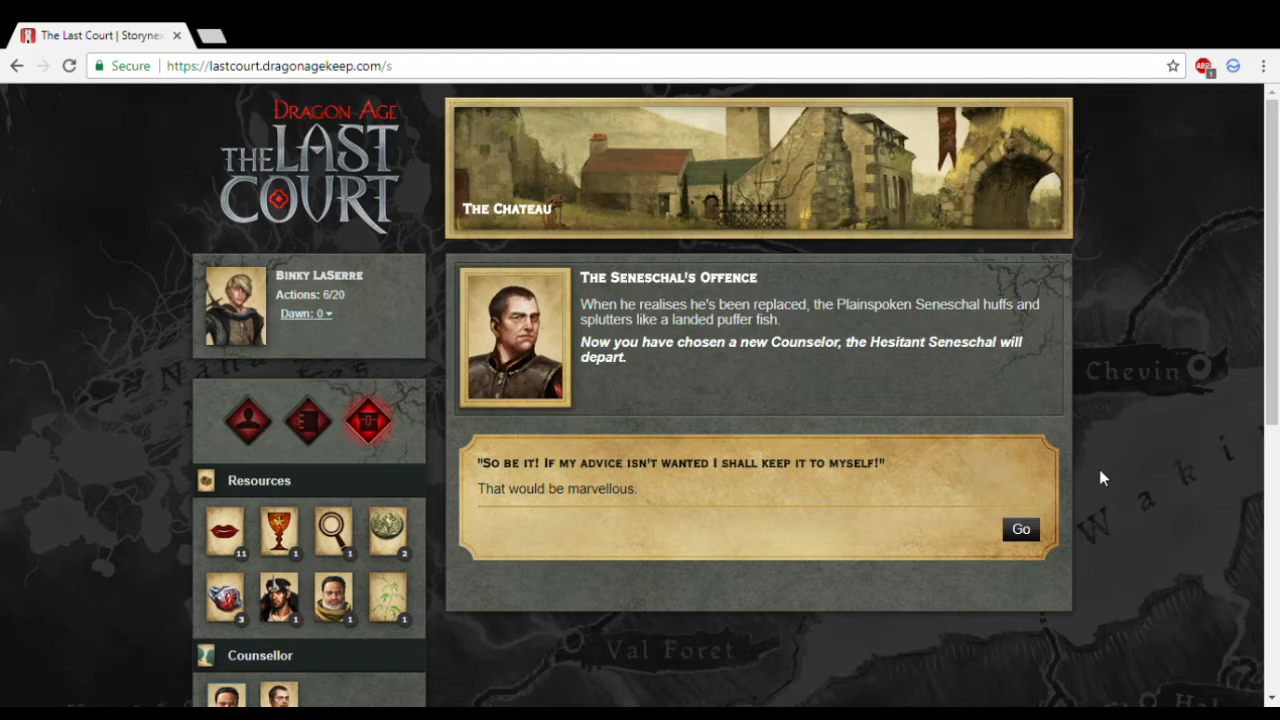 The Last Court | Storyne
Secure
https://lastcourt.dragonagekeep.com/s
ABP
1
DRAGON AGE
THE LAST
COURT
THE CHATEAU
BINKY LASERRE
Actions: 6/20
Dawn: 0
THE SENESCHAL'S OFFENCE
When he realises he's been replaced, the Plainspoken Seneschal huffs and
splutters like a landed puffer fish.
Now you have chosen a new Counselor, the Hesitant Seneschal will
depart.
Chevin
"SO BE IT! IF MY ADVICE ISN'T WANTED I SHALL KEEP IT TO MYSELF!"
That would be marvellous.
Go
Resources
11 1 1 2
3 1 1 1
Counsellor
Waki
Val Foret